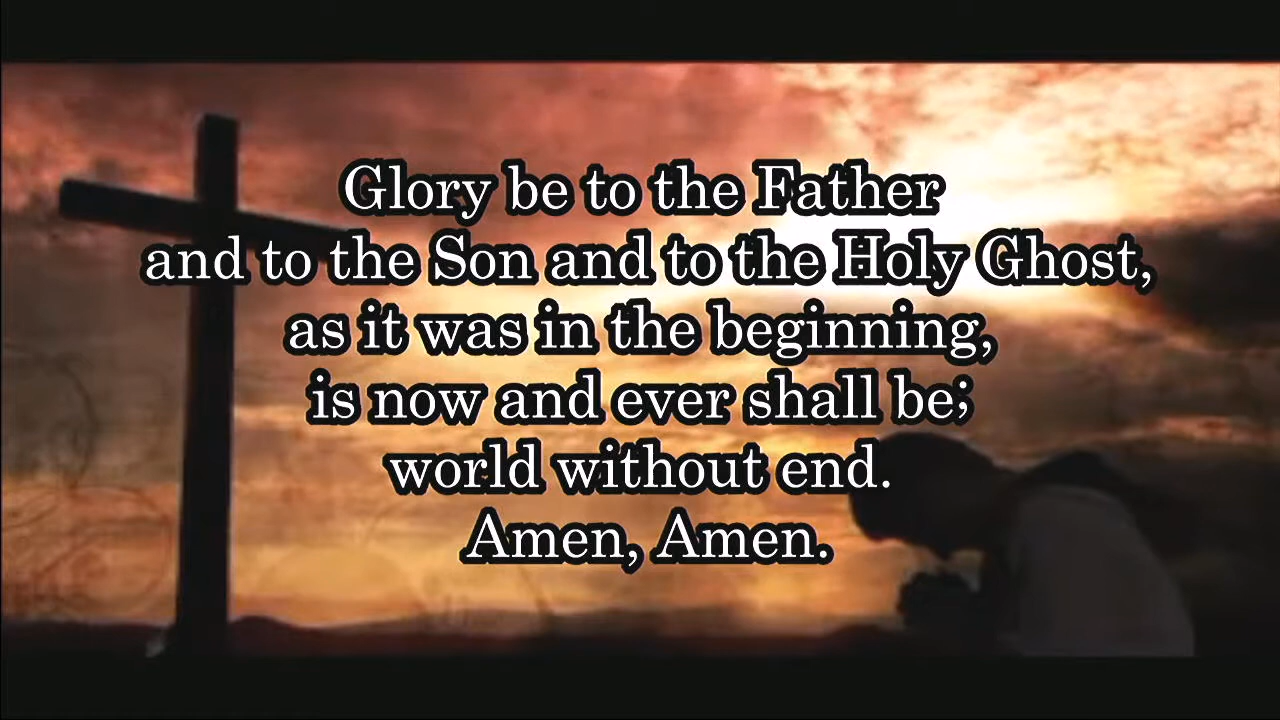 Glory be to the Father
and to the Son and to the Holy Ghost,
as it was in the beginning,
is now and ever shall be;
world without end.
Amen, Amen.